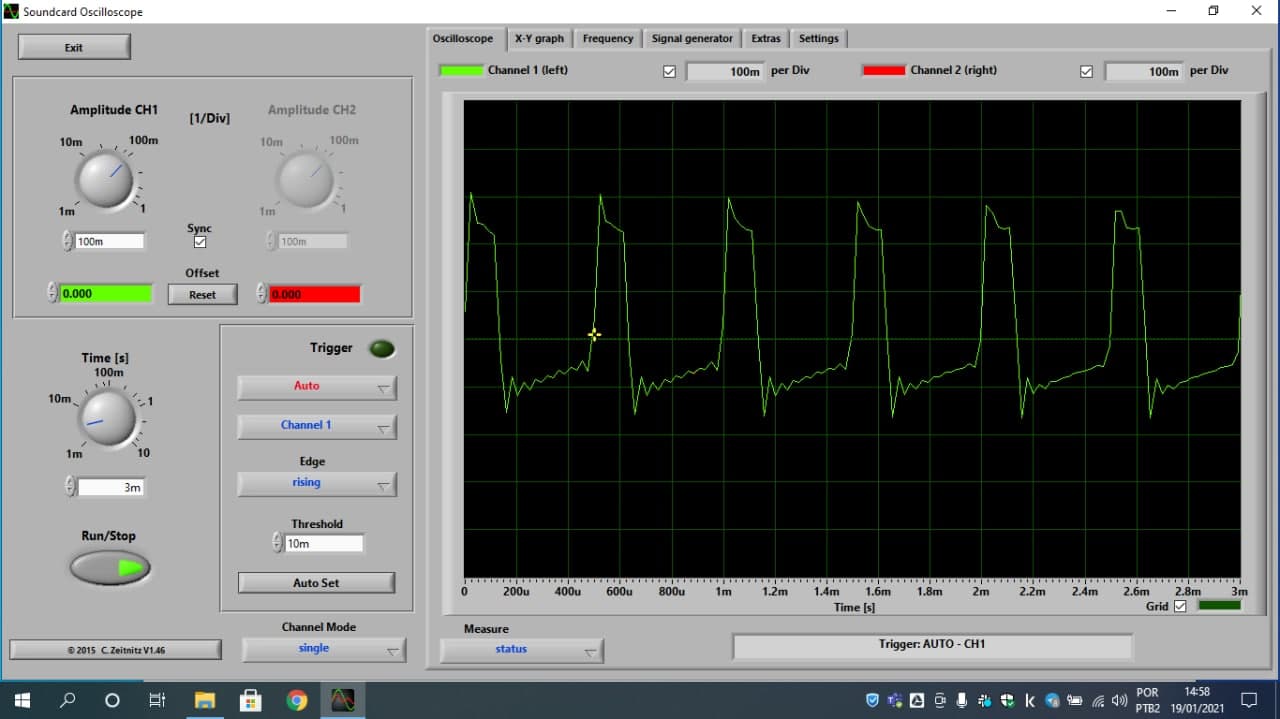 Soundcard Oscilloscope
Exit
Amplitude CH1
[1/Div]
Amplitude CH2
10m
100m
1m
1
10m
100m
1m
1
100m
Sync
100m
Offset
0.000
Reset
0.000
Time [s]
100m
10m
1
1m
10
3m
Run/Stop
Trigger
Auto
Channel 1
Edge
rising
Threshold
10m
Auto Set
Channel Mode
single
© 2015 C. Zeitnitz V1.46
Oscilloscope
X-Y graph
Frequency
Signal generator
Extras
Settings
Channel 1 (left)
100m per Div
Channel 2 (right)
100m per Div
0 200u 400u 600u 800u 1m 1.2m 1.4m 1.6m 1.8m 2m 2.2m 2.4m 2.6m 2.8m 3m
Time [s]
Grid
Measure
status
Trigger: AUTO - CH1
POR
PTB2
14:58
19/01/2021